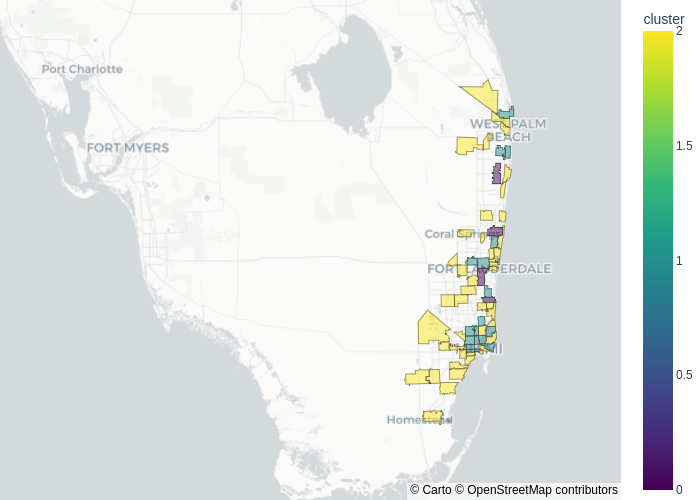 cluster
2
Port Charlotte
WEST PALM
BEACH
FORT MYERS
1.5
Coral Springs
1
FORT LAUDERDALE
0.5
Homestead
0
© Carto © OpenStreetMap contributors